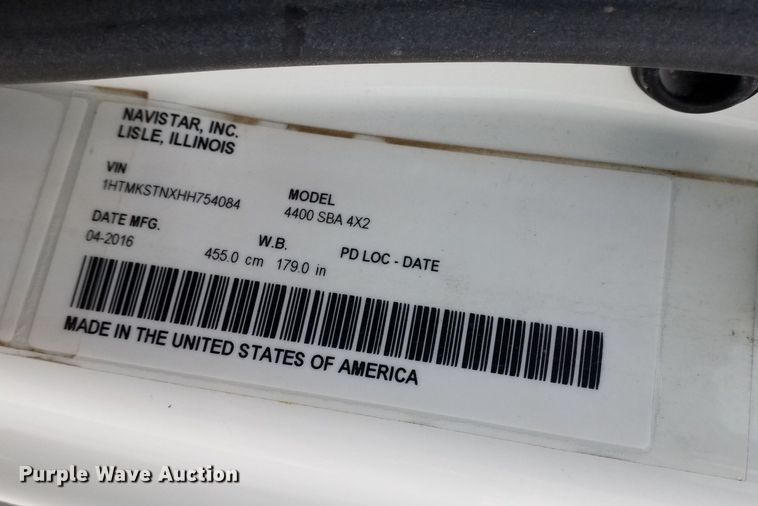 NAVISTAR, INC.
LISLE, ILLINOIS
VIN
1HTMKSTNXHH754084
MODEL
4400 SBA 4X2
DATE MFG.
04-2016
W.B.
455.0 cm 179.0 in
PD LOC - DATE
MADE IN THE UNITED STATES OF AMERICA
Purple Wave Auction